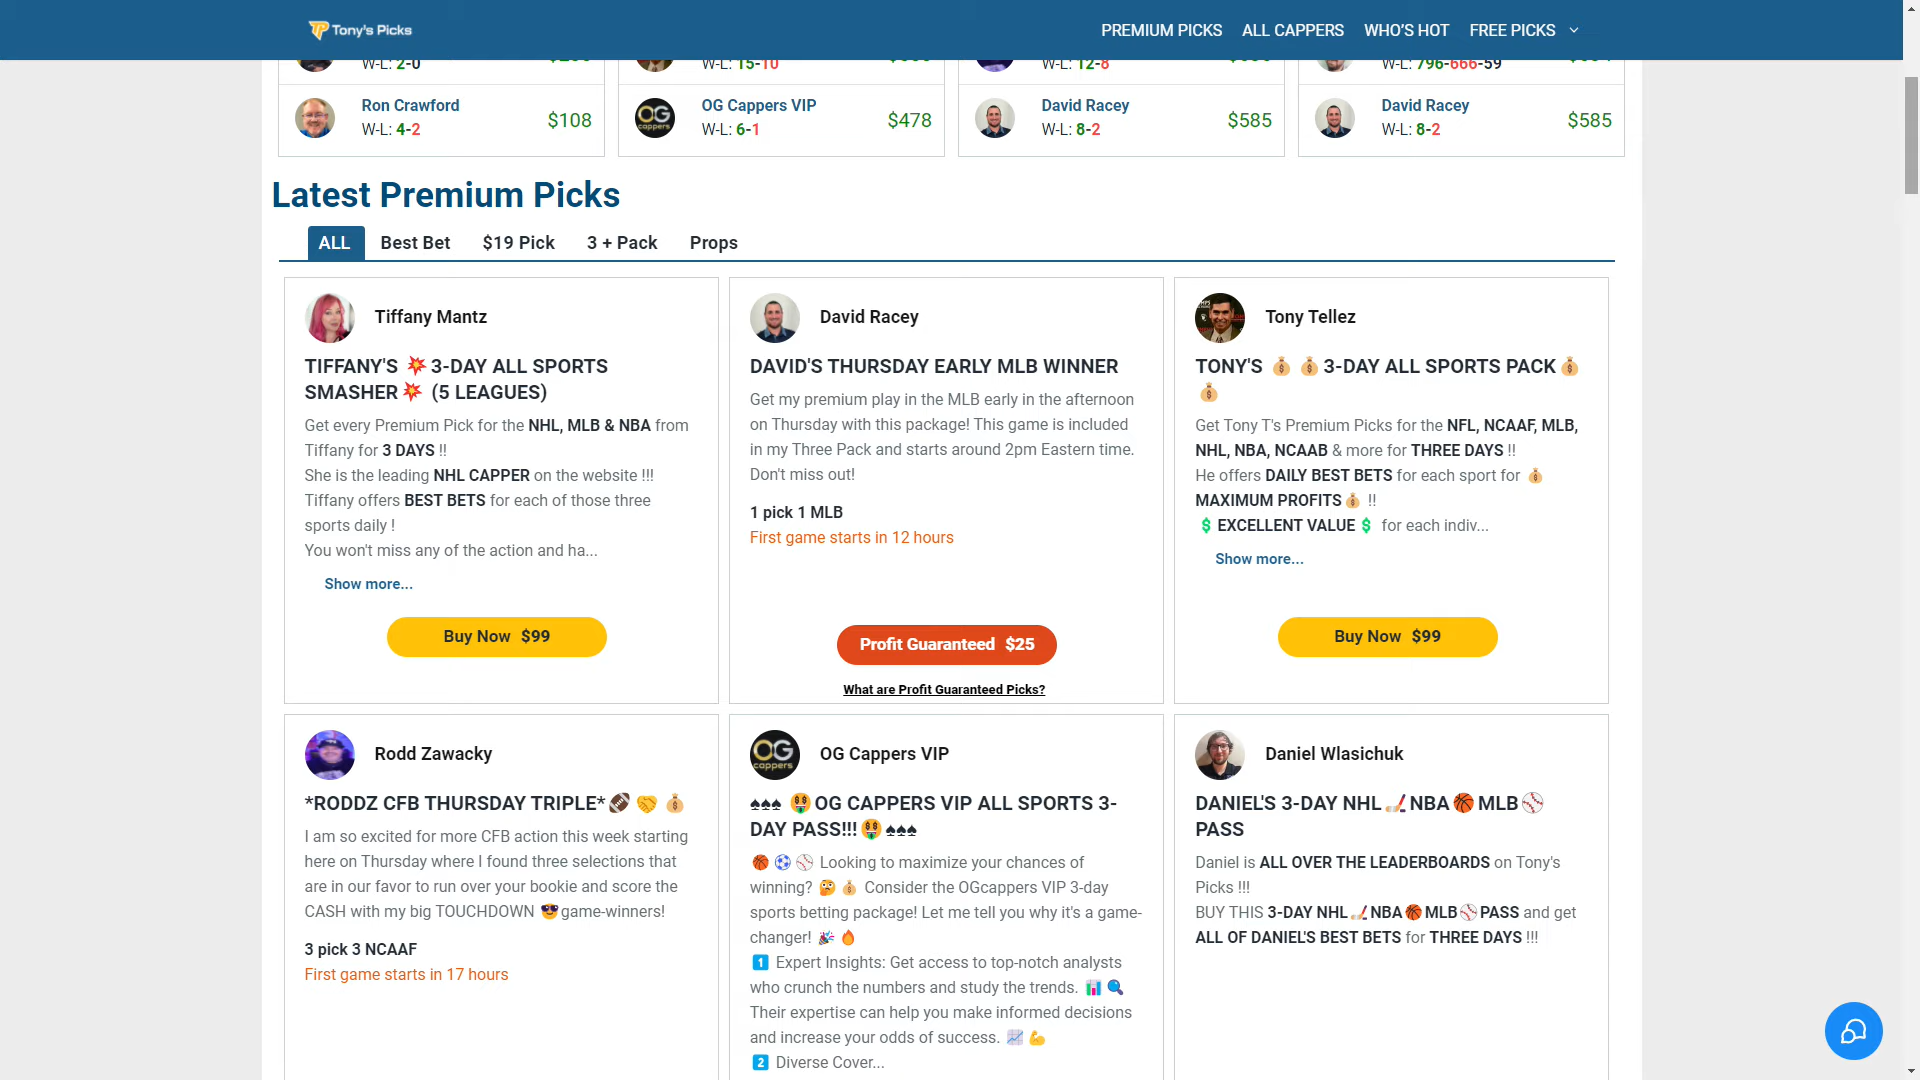 Tony's Picks
PREMIUM PICKS ALL CAPPERS WHO'S HOT FREE PICKS
W-L: 2-0
W-L: 15-10
W-L: 12-8
W-L: 796-666-59
Ron Crawford
W-L: 4-2
$108
OG Cappers VIP
W-L: 6-1
$478
David Racey
W-L: 8-2
$585
David Racey
W-L: 8-2
$585
Latest Premium Picks
ALL Best Bet $19 Pick 3 + Pack Props
Tiffany Mantz
TIFFANY'S 💥3-DAY ALL SPORTS
SMASHER💥 (5 LEAGUES)
Get every Premium Pick for the NHL, MLB & NBA from
Tiffany for 3 DAYS !!
She is the leading NHL CAPPER on the website !!!
Tiffany offers BEST BETS for each of those three
sports daily !
You won't miss any of the action and ha...
Show more...
Buy Now $99
David Racey
DAVID'S THURSDAY EARLY MLB WINNER
Get my premium play in the MLB early in the afternoon
on Thursday with this package! This game is included
in my Three Pack and starts around 2pm Eastern time.
Don't miss out!
1 pick 1 MLB
First game starts in 12 hours
Profit Guaranteed $25
What are Profit Guaranteed Picks?
Tony Tellez
TONY'S 💰💰3-DAY ALL SPORTS PACK💰
💰
Get Tony T's Premium Picks for the NFL, NCAAF, MLB,
NHL, NBA, NCAAB & more for THREE DAYS !!
He offers DAILY BEST BETS for each sport for 💰
MAXIMUM PROFITS💰 !!
💲EXCELLENT VALUE💲 for each indiv...
Show more...
Buy Now $99
Rodd Zawacky
*RODDZ CFB THURSDAY TRIPLE*🏈🤝💰
I am so excited for more CFB action this week starting
here on Thursday where I found three selections that
are in our favor to run over your bookie and score the
CASH with my big TOUCHDOWN 😎game-winners!
3 pick 3 NCAAF
First game starts in 17 hours
OG Cappers VIP
♠♠♠ 🤑OG CAPPERS VIP ALL SPORTS 3-
DAY PASS!!!🤑♠♠♠
🏀⚽⚾ Looking to maximize your chances of
winning? 🤔💰 Consider the OGcappers VIP 3-day
sports betting package! Let me tell you why it's a game-
changer! 🎉🔥
1️⃣ Expert Insights: Get access to top-notch analysts
who crunch the numbers and study the trends. 📊🔍
Their expertise can help you make informed decisions
and increase your odds of success. 📈💪
2️⃣ Diverse Cover...
Daniel Wlasichuk
DANIEL'S 3-DAY NHL🏒NBA🏀MLB⚾
PASS
Daniel is ALL OVER THE LEADERBOARDS on Tony's
Picks !!!
BUY THIS 3-DAY NHL🏒NBA🏀MLB⚾PASS and get
ALL OF DANIEL'S BEST BETS for THREE DAYS !!!